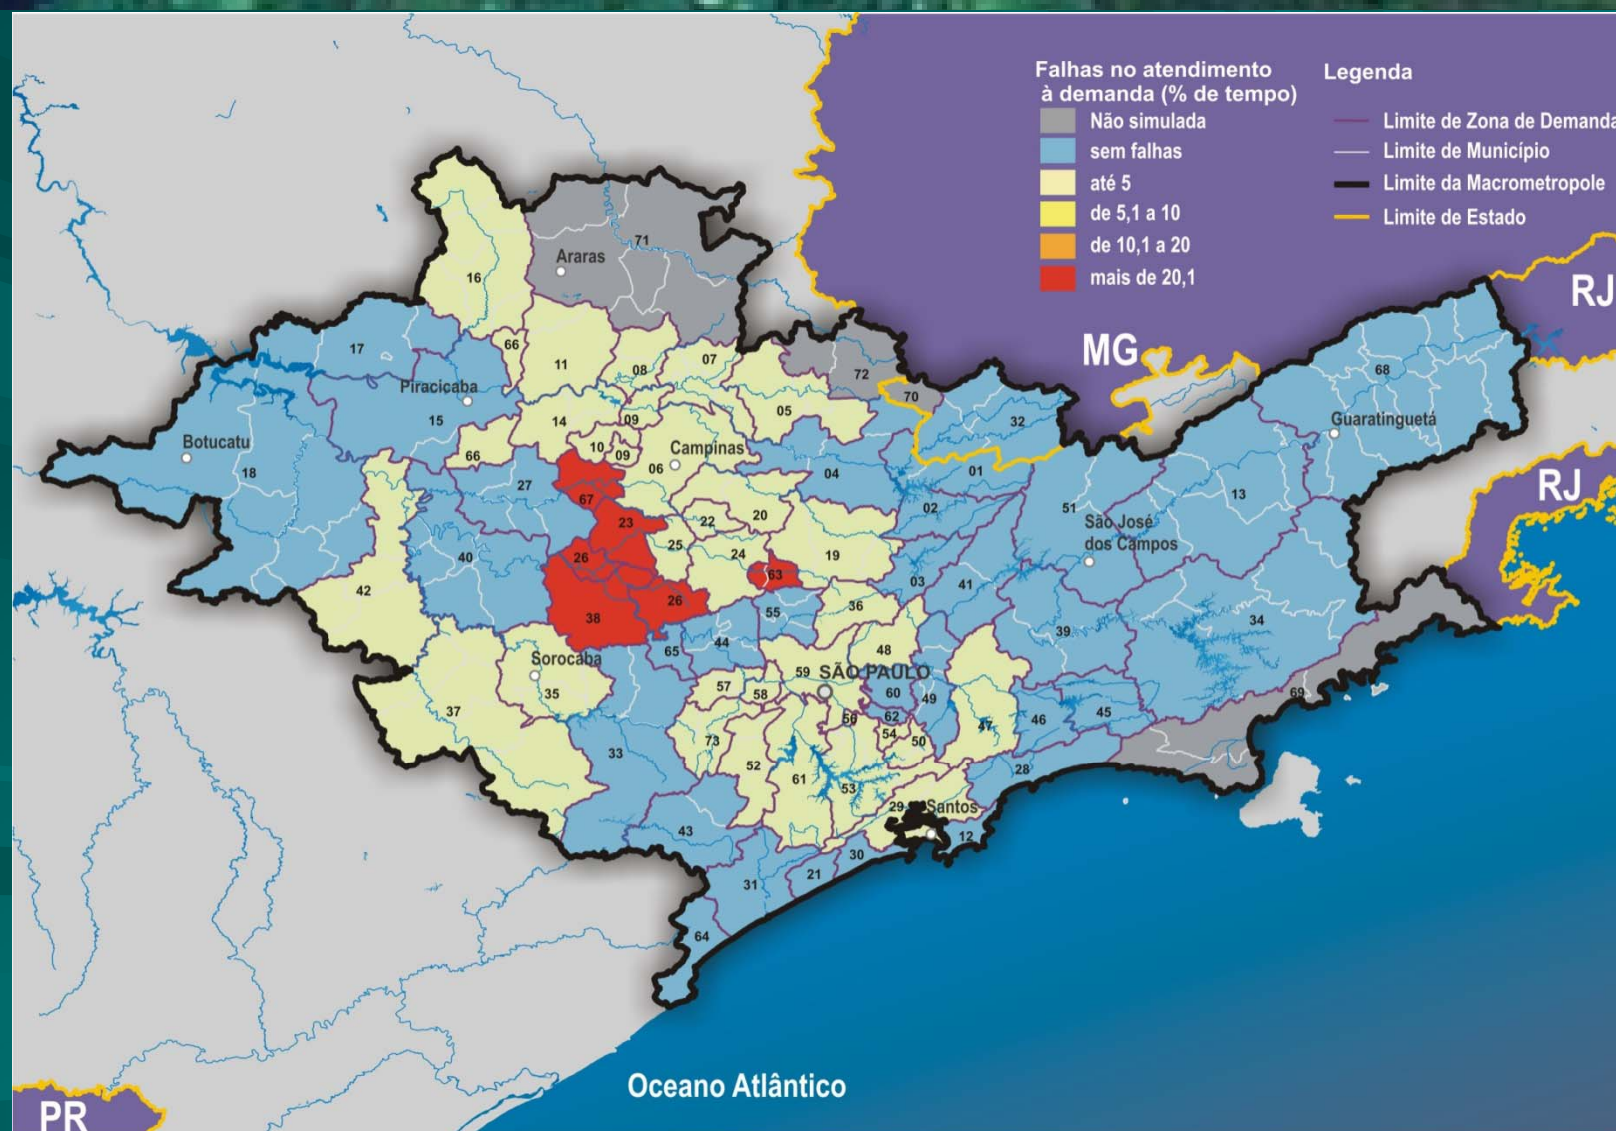 Falhas no atendimento
à demanda (% de tempo)
Não simulada
sem falhas
até 5
de 5,1 a 10
de 10,1 a 20
mais de 20,1
Legenda
Limite de Zona de Demanda
Limite de Município
Limite da Macrometropole
Limite de Estado
RJ
MG
RJ
PR
71
Araras
16
17
66
11
08
07
72
70
68
Piracicaba
15
14
09
05
32
Guaratinguetá
Botucatu
18
66
10
09
06
Campinas
04
01
27
67
23
22
20
02
51
13
São José
dos Campos
40
26
25
24
63
19
03
41
42
38
26
55
36
39
34
65
44
48
Sorocaba
35
59
SÃO PAULO
57
58
60
49
69
37
56
62
46
45
33
73
54
50
47
52
61
53
28
29
Santos
43
30
12
31
21
64
Oceano Atlântico